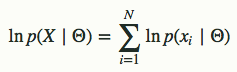 ln p(X | Θ) = ∑_{i=1}^{N} ln p(x_i | Θ)